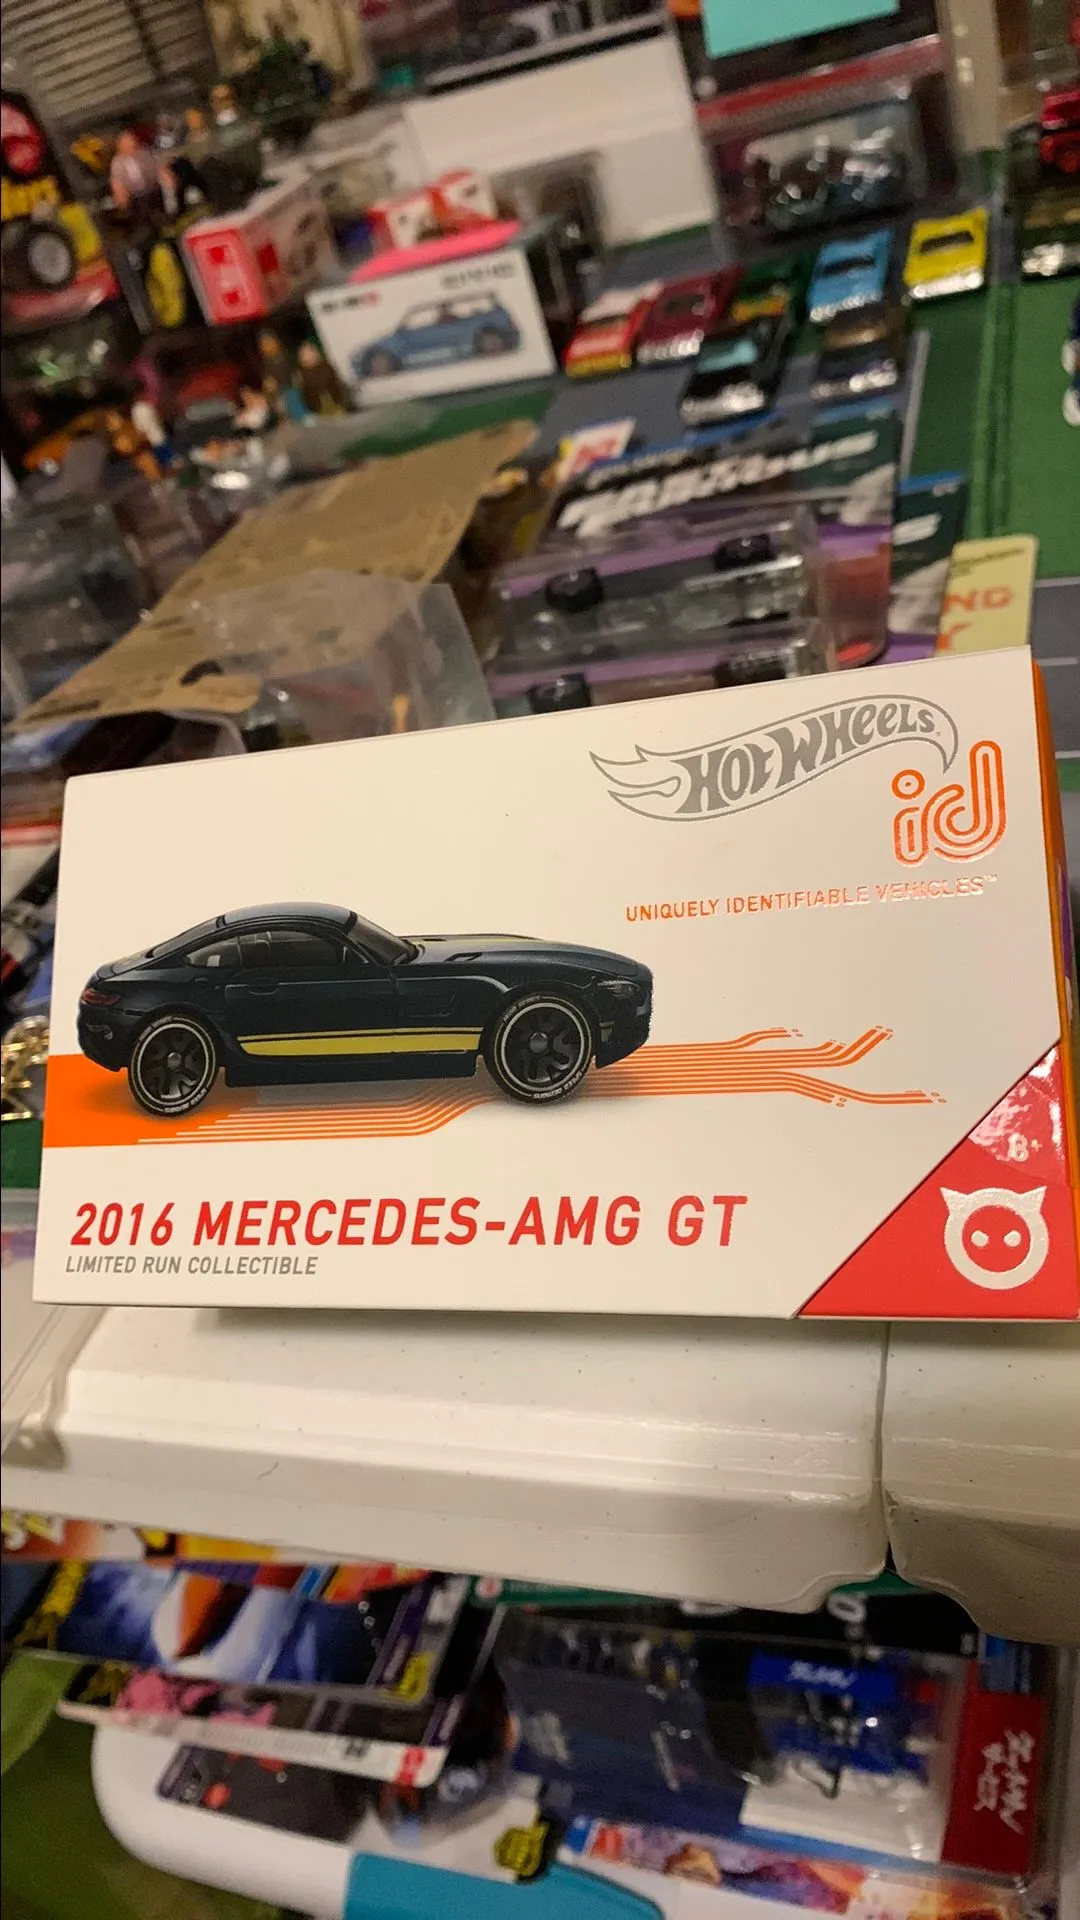 HOT WHEELS
id
UNIQUELY IDENTIFIABLE VEHICLES™
8+
2016 MERCEDES-AMG GT
LIMITED RUN COLLECTIBLE